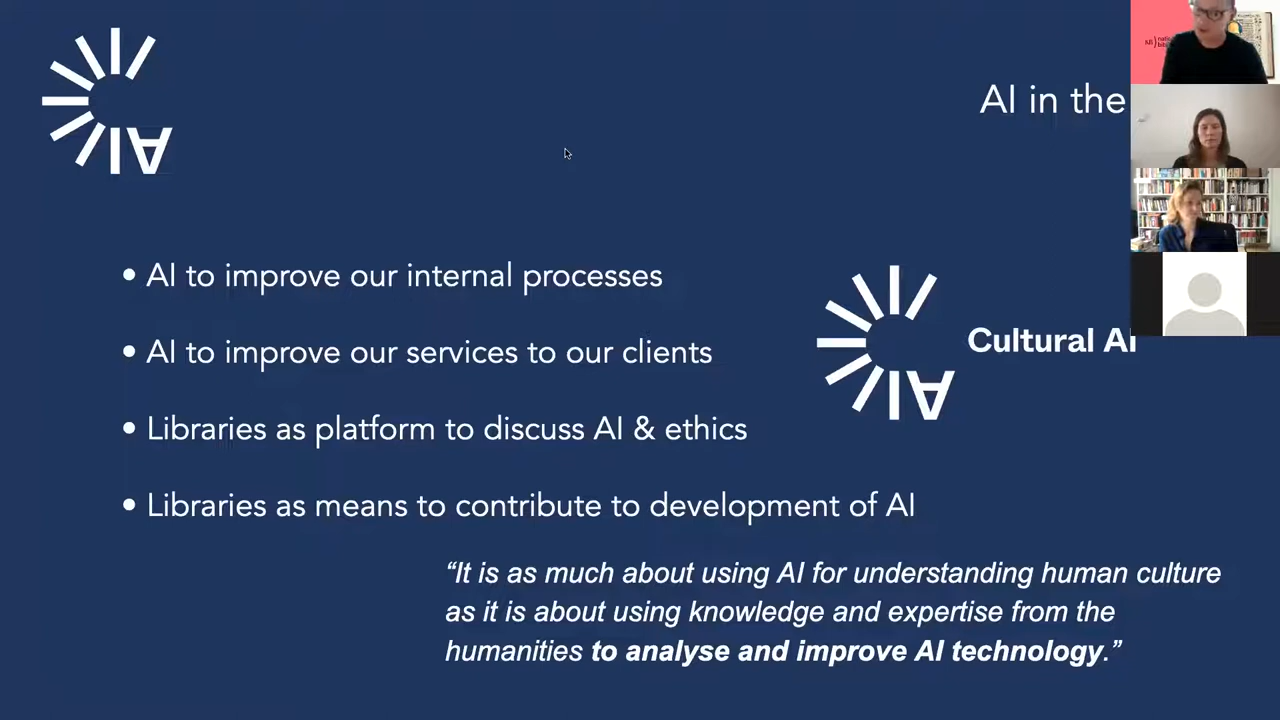 AI in the
AI
• AI to improve our internal processes
• AI to improve our services to our clients
Cultural AI
AI
• Libraries as platform to discuss AI & ethics
• Libraries as means to contribute to development of AI
“It is as much about using AI for understanding human culture
as it is about using knowledge and expertise from the
humanities to analyse and improve AI technology.”